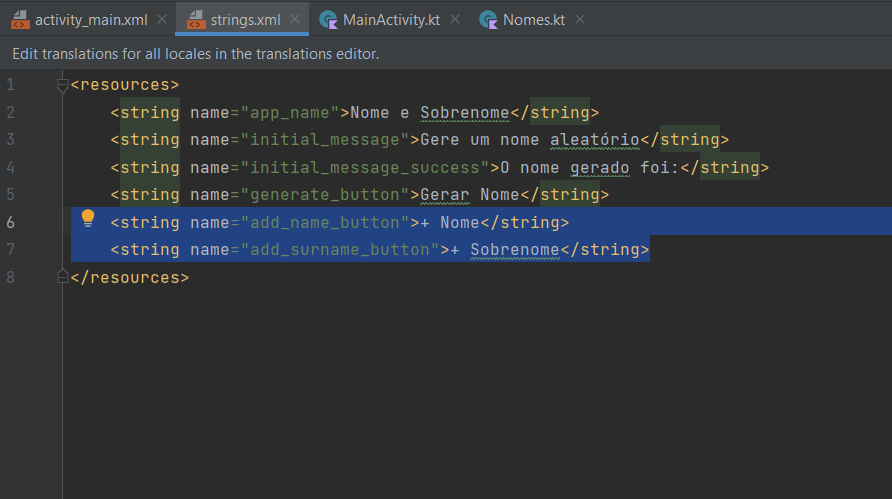 activity_main.xml strings.xml MainActivity.kt Nomes.kt
Edit translations for all locales in the translations editor.
1 <resources>
2 <string name="app_name">Nome e Sobrenome</string>
3 <string name="initial_message">Gere um nome aleatório</string>
4 <string name="initial_message_success">O nome gerado foi:</string>
5 <string name="generate_button">Gerar Nome</string>
6 <string name="add_name_button">+ Nome</string>
7 <string name="add_surname_button">+ Sobrenome</string>
8 </resources>